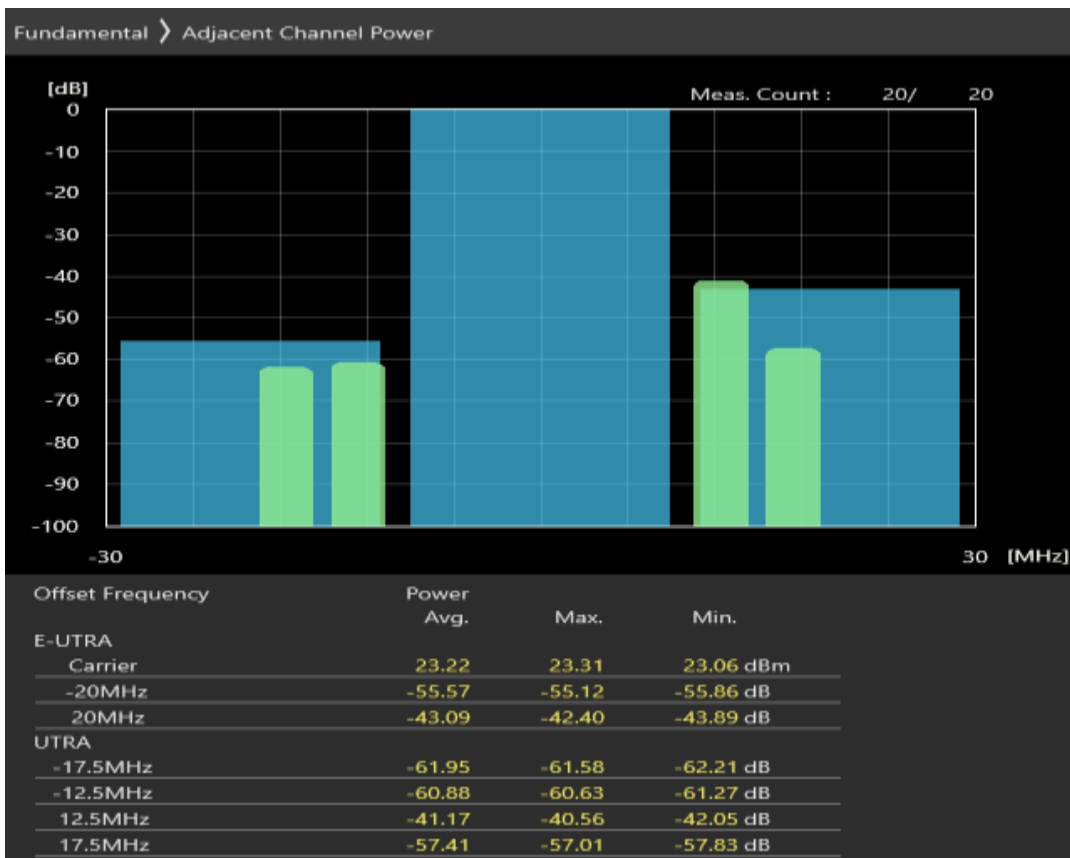 Fundamental 〉 Adjacent Channel Power
[dB]
Meas. Count : 20/ 20
0
-10
-20
-30
-40
-50
-60
-70
-80
-90
-100
-30 30 [MHz]
Offset Frequency Power
Avg. Max. Min.
E-UTRA
Carrier 23.22 23.31 23.06 dBm
-20MHz -55.57 -55.12 -55.86 dB
20MHz -43.09 -42.40 -43.89 dB
UTRA
-17.5MHz -61.95 -61.58 -62.21 dB
-12.5MHz -60.88 -60.63 -61.27 dB
12.5MHz -41.17 -40.56 -42.05 dB
17.5MHz -57.41 -57.01 -57.83 dB